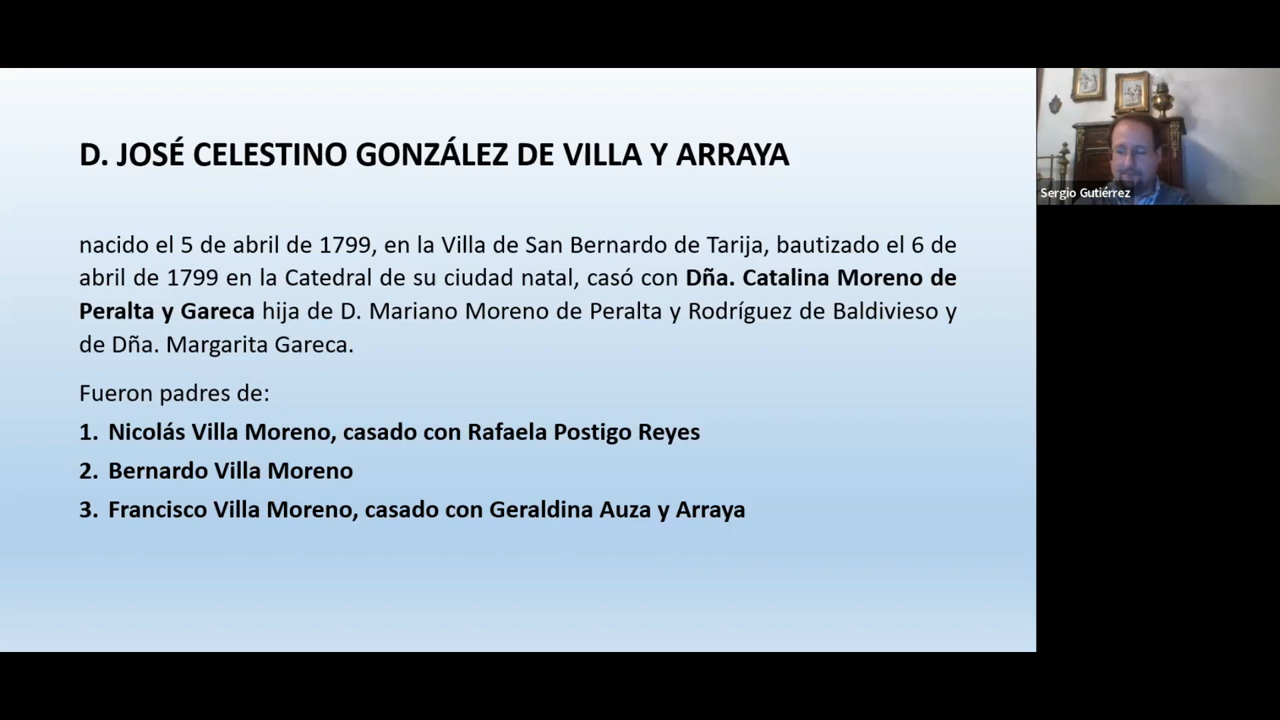 D. JOSÉ CELESTINO GONZÁLEZ DE VILLA Y ARRAYA
nacido el 5 de abril de 1799, en la Villa de San Bernardo de Tarija, bautizado el 6 de
abril de 1799 en la Catedral de su ciudad natal, casó con Dña. Catalina Moreno de
Peralta y Gareca hija de D. Mariano Moreno de Peralta y Rodríguez de Baldivieso y
de Dña. Margarita Gareca.
Fueron padres de:
1. Nicolás Villa Moreno, casado con Rafaela Postigo Reyes
2. Bernardo Villa Moreno
3. Francisco Villa Moreno, casado con Geraldina Auza y Arraya
Sergio Gutiérrez